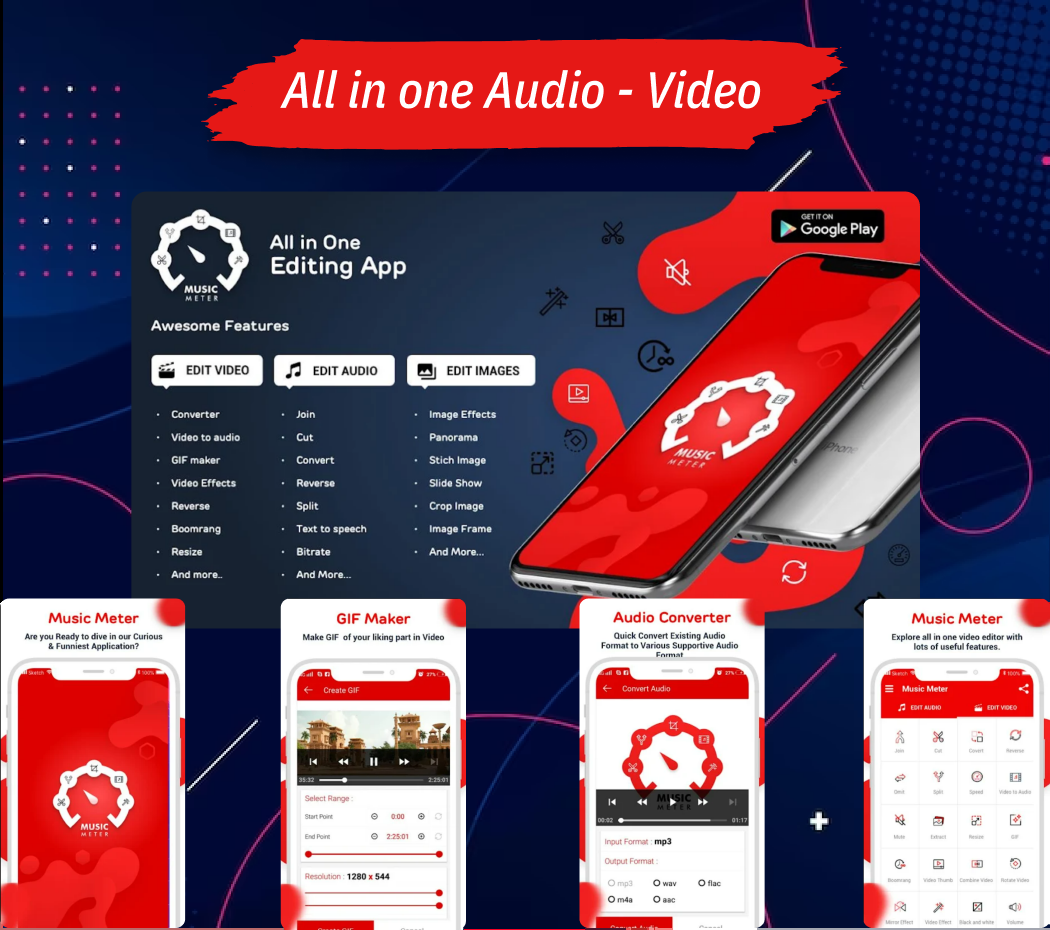 All in one Audio - Video
GET IT ON
Google Play
MUSIC
METER
All in One
Editing App
Awesome Features
EDIT VIDEO
EDIT AUDIO
EDIT IMAGES
· Converter
· Video to audio
· GIF maker
· Video Effects
· Reverse
· Boomrang
· Resize
· And more..
· Join
· Cut
· Convert
· Reverse
· Split
· Text to speech
· Bitrate
· And More...
· Image Effects
· Panorama
· Stich Image
· Slide Show
· Crop Image
· Image Frame
· And More...
MUSIC
METER
iPhone
Music Meter
Are you Ready to dive in our Curious
& Funniest Application?
Sketch
100%
MUSIC
METER
GIF Maker
Make GIF of your liking part in Video
27%
Create GIF
35:32
2:25:01
Select Range :
Start Point
0:00
End Point
2:25:01
Resolution : 1280 x 544
Create GIF
Cancel
Audio Converter
Quick Convert Existing Audio
Format to Various Supportive Audio
Format
27%
Convert Audio
MUSIC
00:02
01:17
Input Format : mp3
Output Format :
mp3 wav flac
m4a aac
Convert Audio
Cancel
Music Meter
Explore all in one video editor with
lots of useful features.
Sketch
100%
Music Meter
EDIT AUDIO
EDIT VIDEO
Join Cut Covert Reverse
Omit Split Speed Video to Audio
Mute Extract Resize GIF
Boomrang Video Thumb Combine Video Rotate Video
Mirror Effect Video Effect Black and white Volume